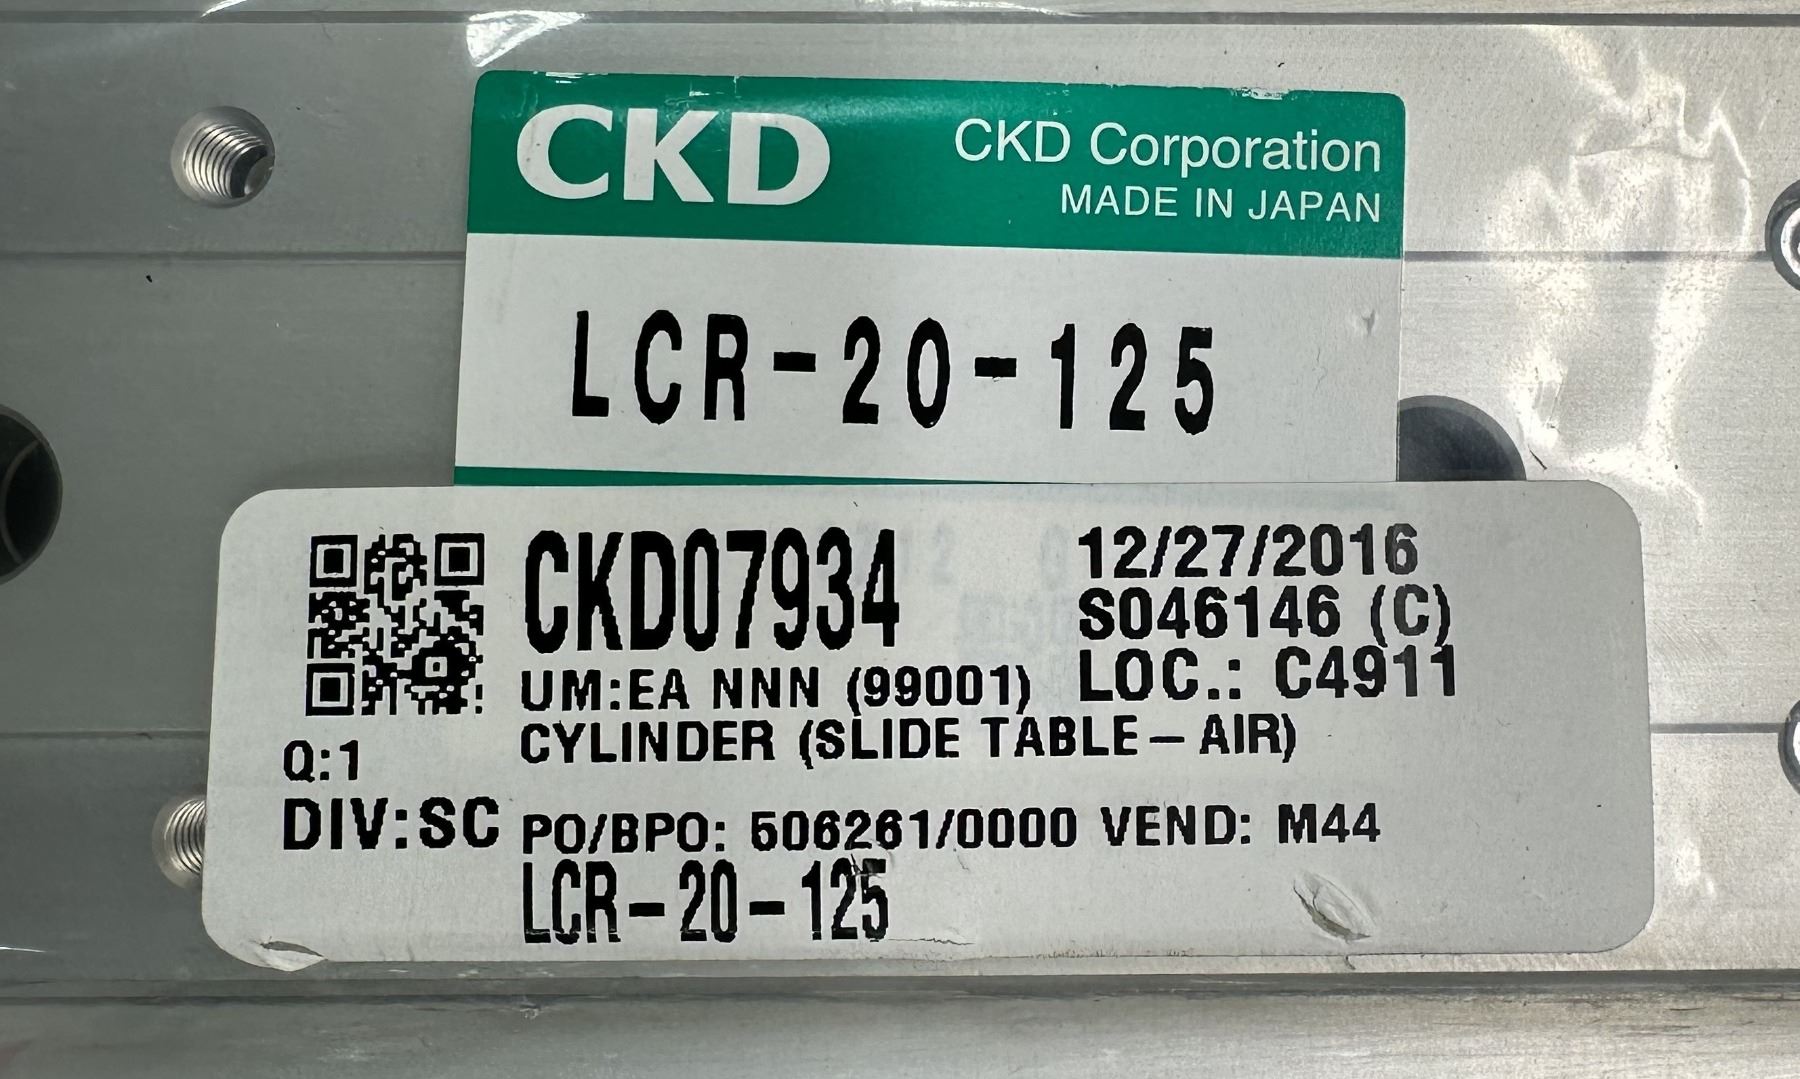 CKD
CKD Corporation
MADE IN JAPAN
LCR-20-125
CKD07934
12/27/2016
S046146 (C)
UM:EA NNN (99001)
LOC.: C4911
CYLINDER (SLIDE TABLE-AIR)
Q:1
DIV:SC
PO/BPO: 506261/0000 VEND: M44
LCR-20-125